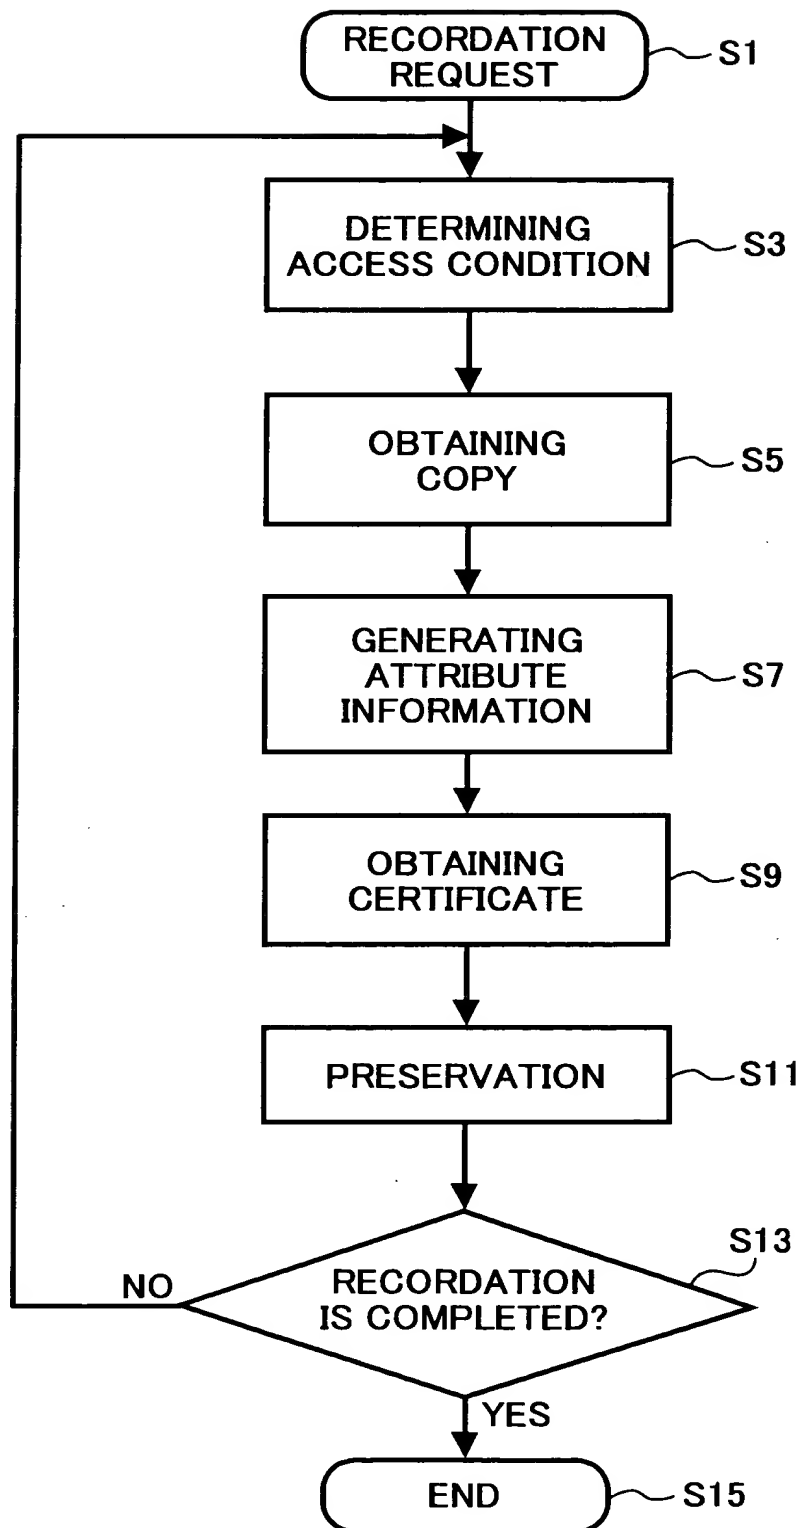 RECORDATION
REQUEST
S1
DETERMINING
ACCESS CONDITION
S3
OBTAINING
COPY
S5
GENERATING
ATTRIBUTE
INFORMATION
S7
OBTAINING
CERTIFICATE
S9
PRESERVATION
S11
S13
RECORDATION
IS COMPLETED?
NO
YES
END
S15